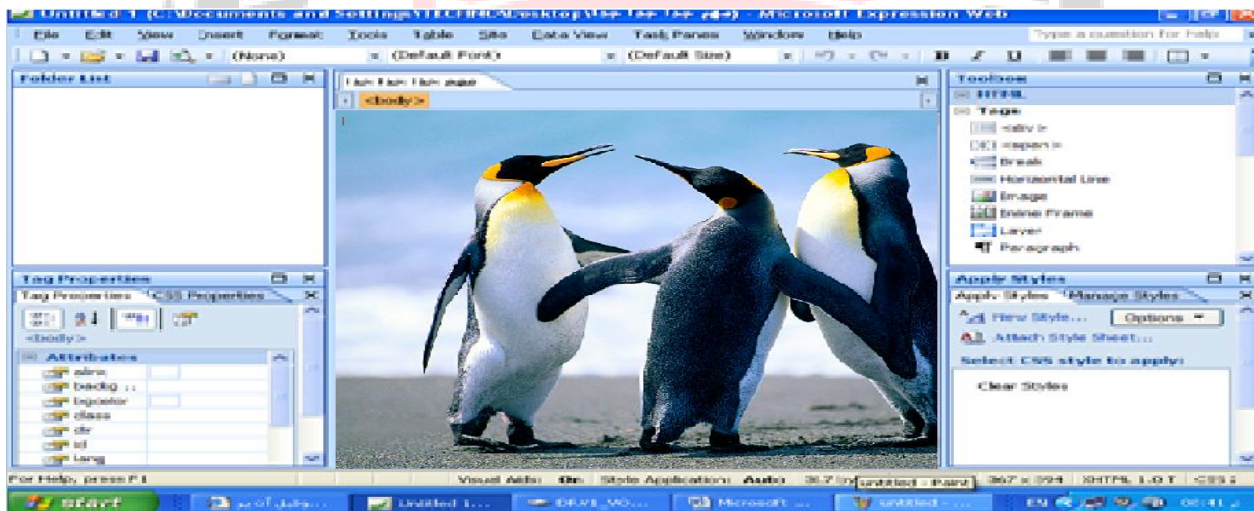 Untitled 1 (C:\Documents and Settings\TECHNIC\Desktop\ - Microsoft Expression Web
File Edit View Insert Format Tools Table Site Data View Task Panes Window Help Type a question for help
(None) (Default Font) (Default Size) B I U
Folder List
<body>
Toolbox
HTML
Tags
<div>
<span>
Break
Horizontal Line
Image
Inline Frame
Layer
Paragraph
Tag Properties
Tag Properties CSS Properties
<body>
Attributes
alink
backg ...
bgcolor
class
dir
id
lang
Apply Styles
Apply Styles Manage Styles
New Style... Options
Attach Style Sheet...
Select CSS style to apply:
Clear Styles
For Help, press F1 Visual Aids: On Style Application: Auto untitled - Paint 867 x 394 XHTML 1.0 T
start Untitled 1... Microsoft ... untitled - ... EN 08:41